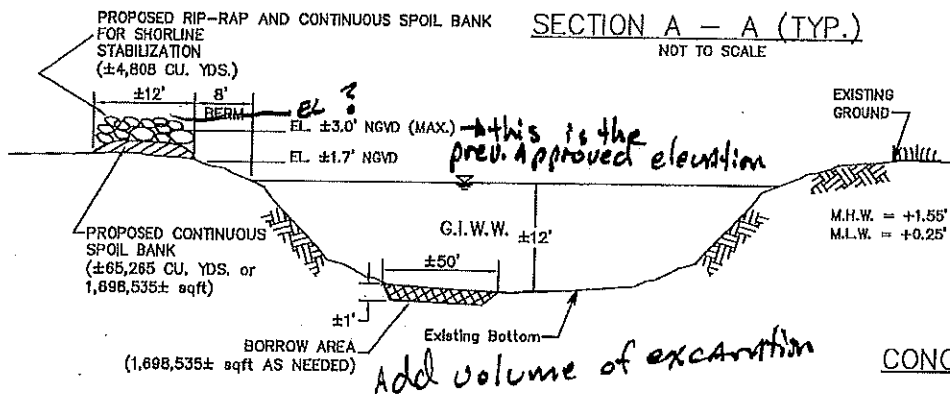 PROPOSED RIP-RAP AND CONTINUOUS SPOIL BANK
FOR SHORLINE
STABILIZATION
(±4,808 CU. YDS.)
SECTION A - A (TYP.)
NOT TO SCALE
±12'
8'
BERM
EL ?
EL. ±3.0' NGVD (MAX.)
this is the
prev. Approved elevation
EL. ±1.7' NGVD
EXISTING
GROUND
G.I.W.W.
±12'
M.H.W. = +1.55'
M.L.W. = +0.25'
PROPOSED CONTINUOUS
SPOIL BANK
(±65,265 CU. YDS. or
1,698,535± sqft)
±50'
±1'
BORROW AREA
(1,698,535± sqft AS NEEDED)
Existing Bottom
Add volume of excavation
CONC